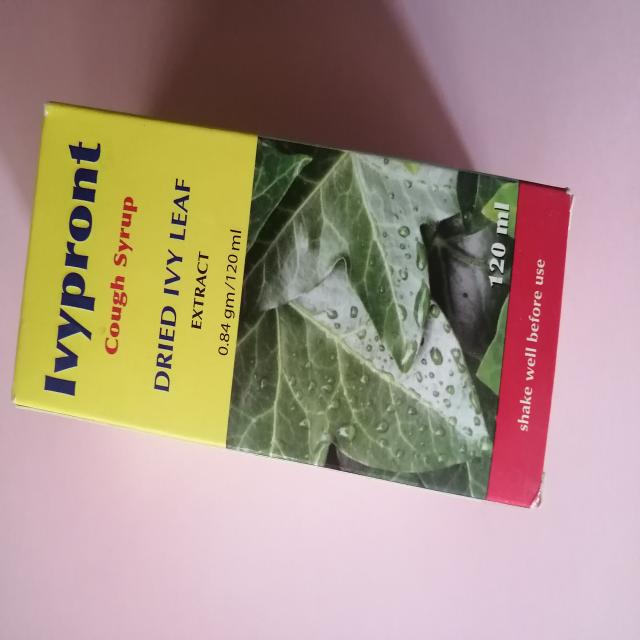 Ivypront
Cough Syrup
DRIED IVY LEAF
EXTRACT
0.84 gm/120 ml
120 ml
shake well before use